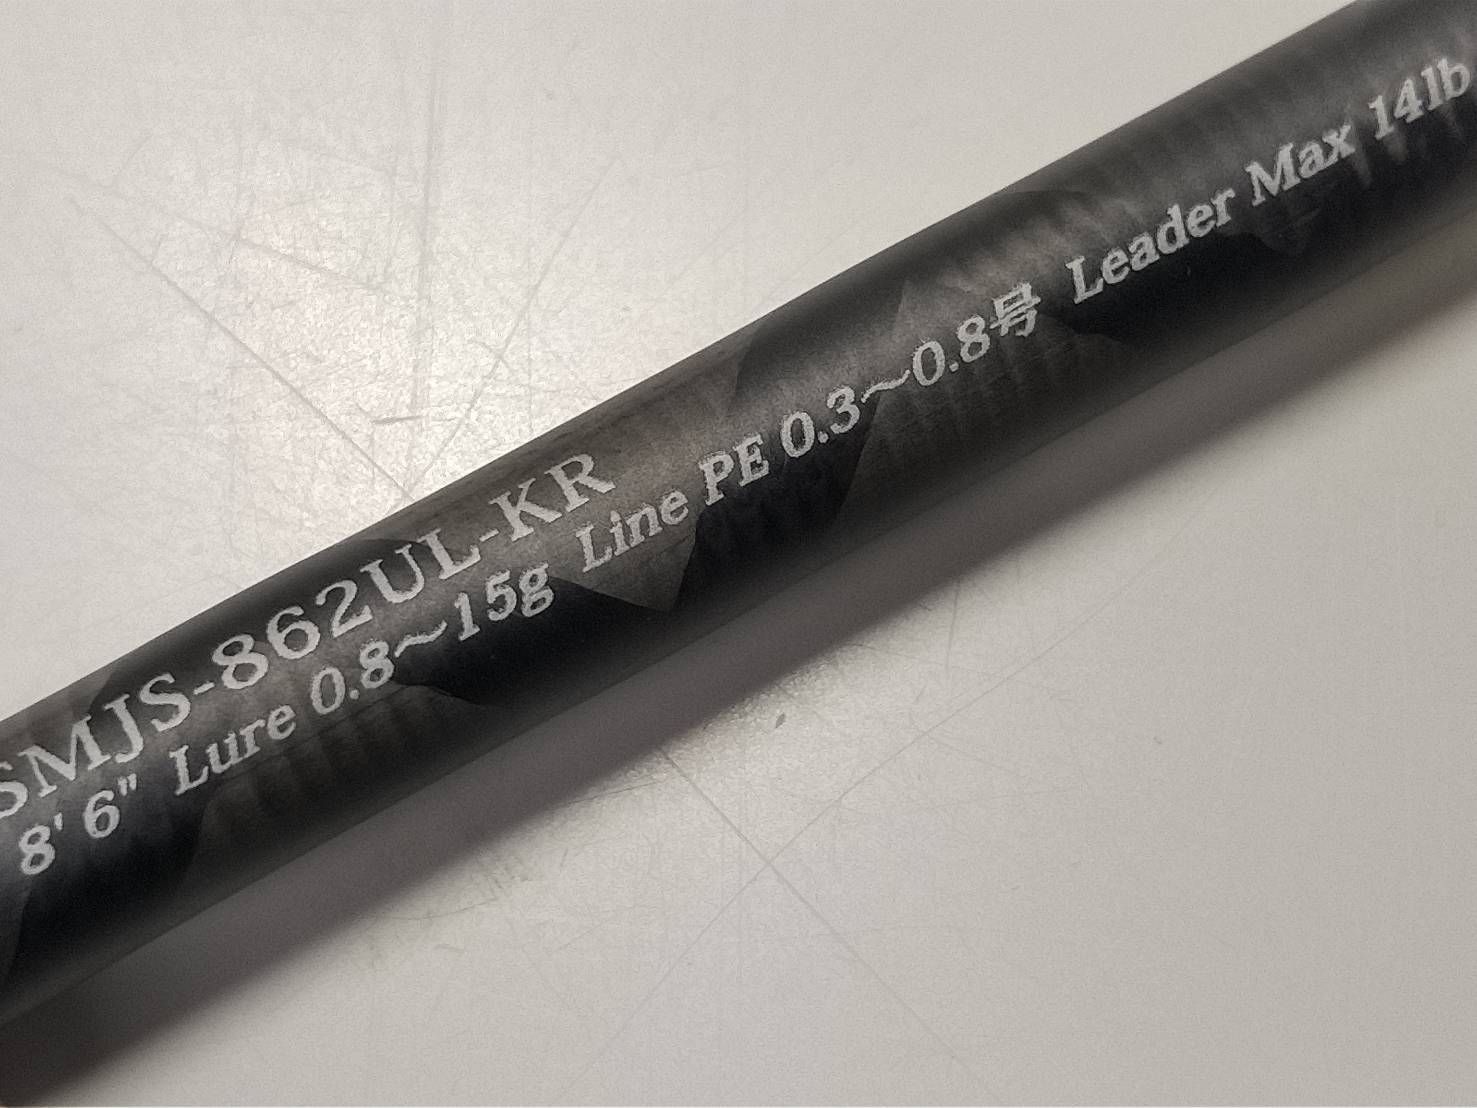 SMJS-862UL-KR
8' 6" Lure 0.8～15g Line PE 0.3～0.8号 Leader Max 14lb